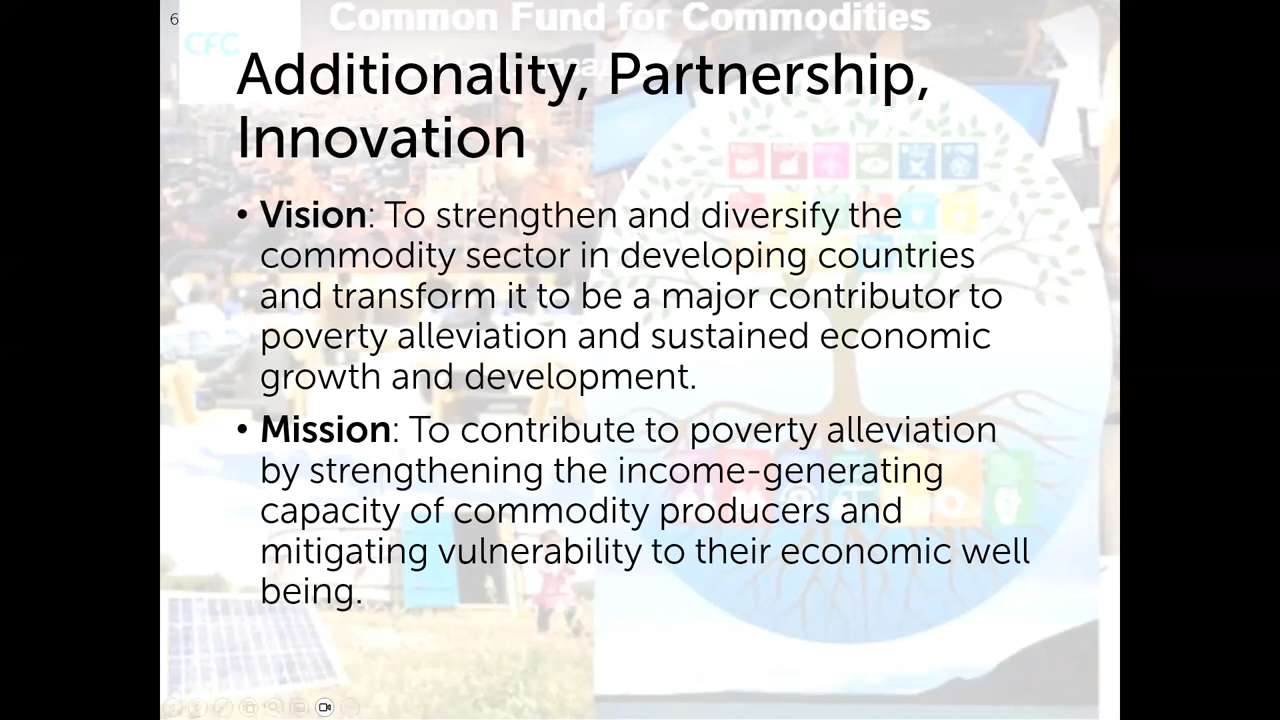 6
Common Fund for Commodities
CFC
Additionality, Partnership,
Innovation
• Vision: To strengthen and diversify the
commodity sector in developing countries
and transform it to be a major contributor to
poverty alleviation and sustained economic
growth and development.
• Mission: To contribute to poverty alleviation
by strengthening the income-generating
capacity of commodity producers and
mitigating vulnerability to their economic well
being.